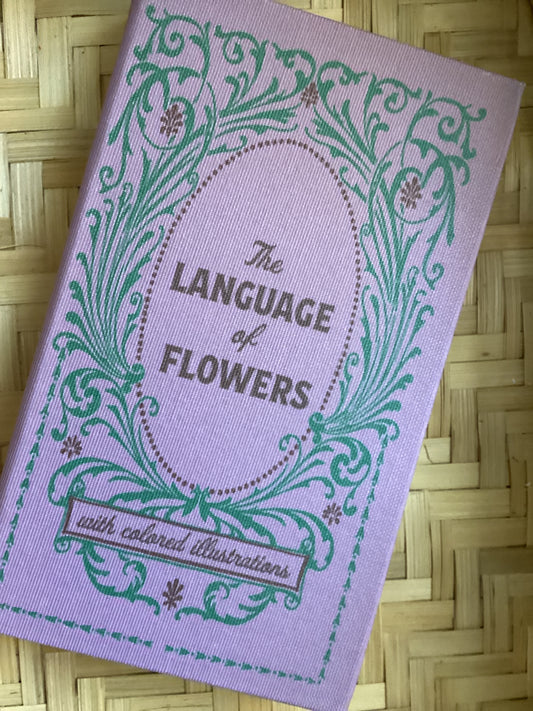 The
LANGUAGE
of
FLOWERS
with colored illustrations